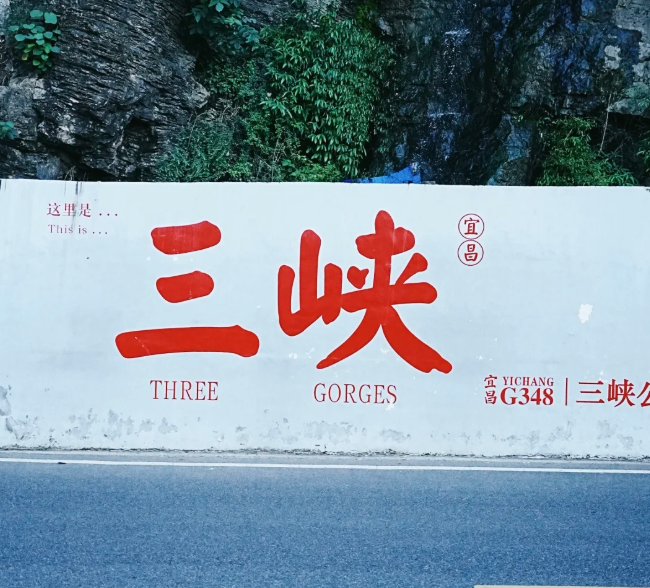 这里是 ...
This is ...
三峡
宜昌
THREE GORGES
宜昌
YICHANG
G348
三峡公